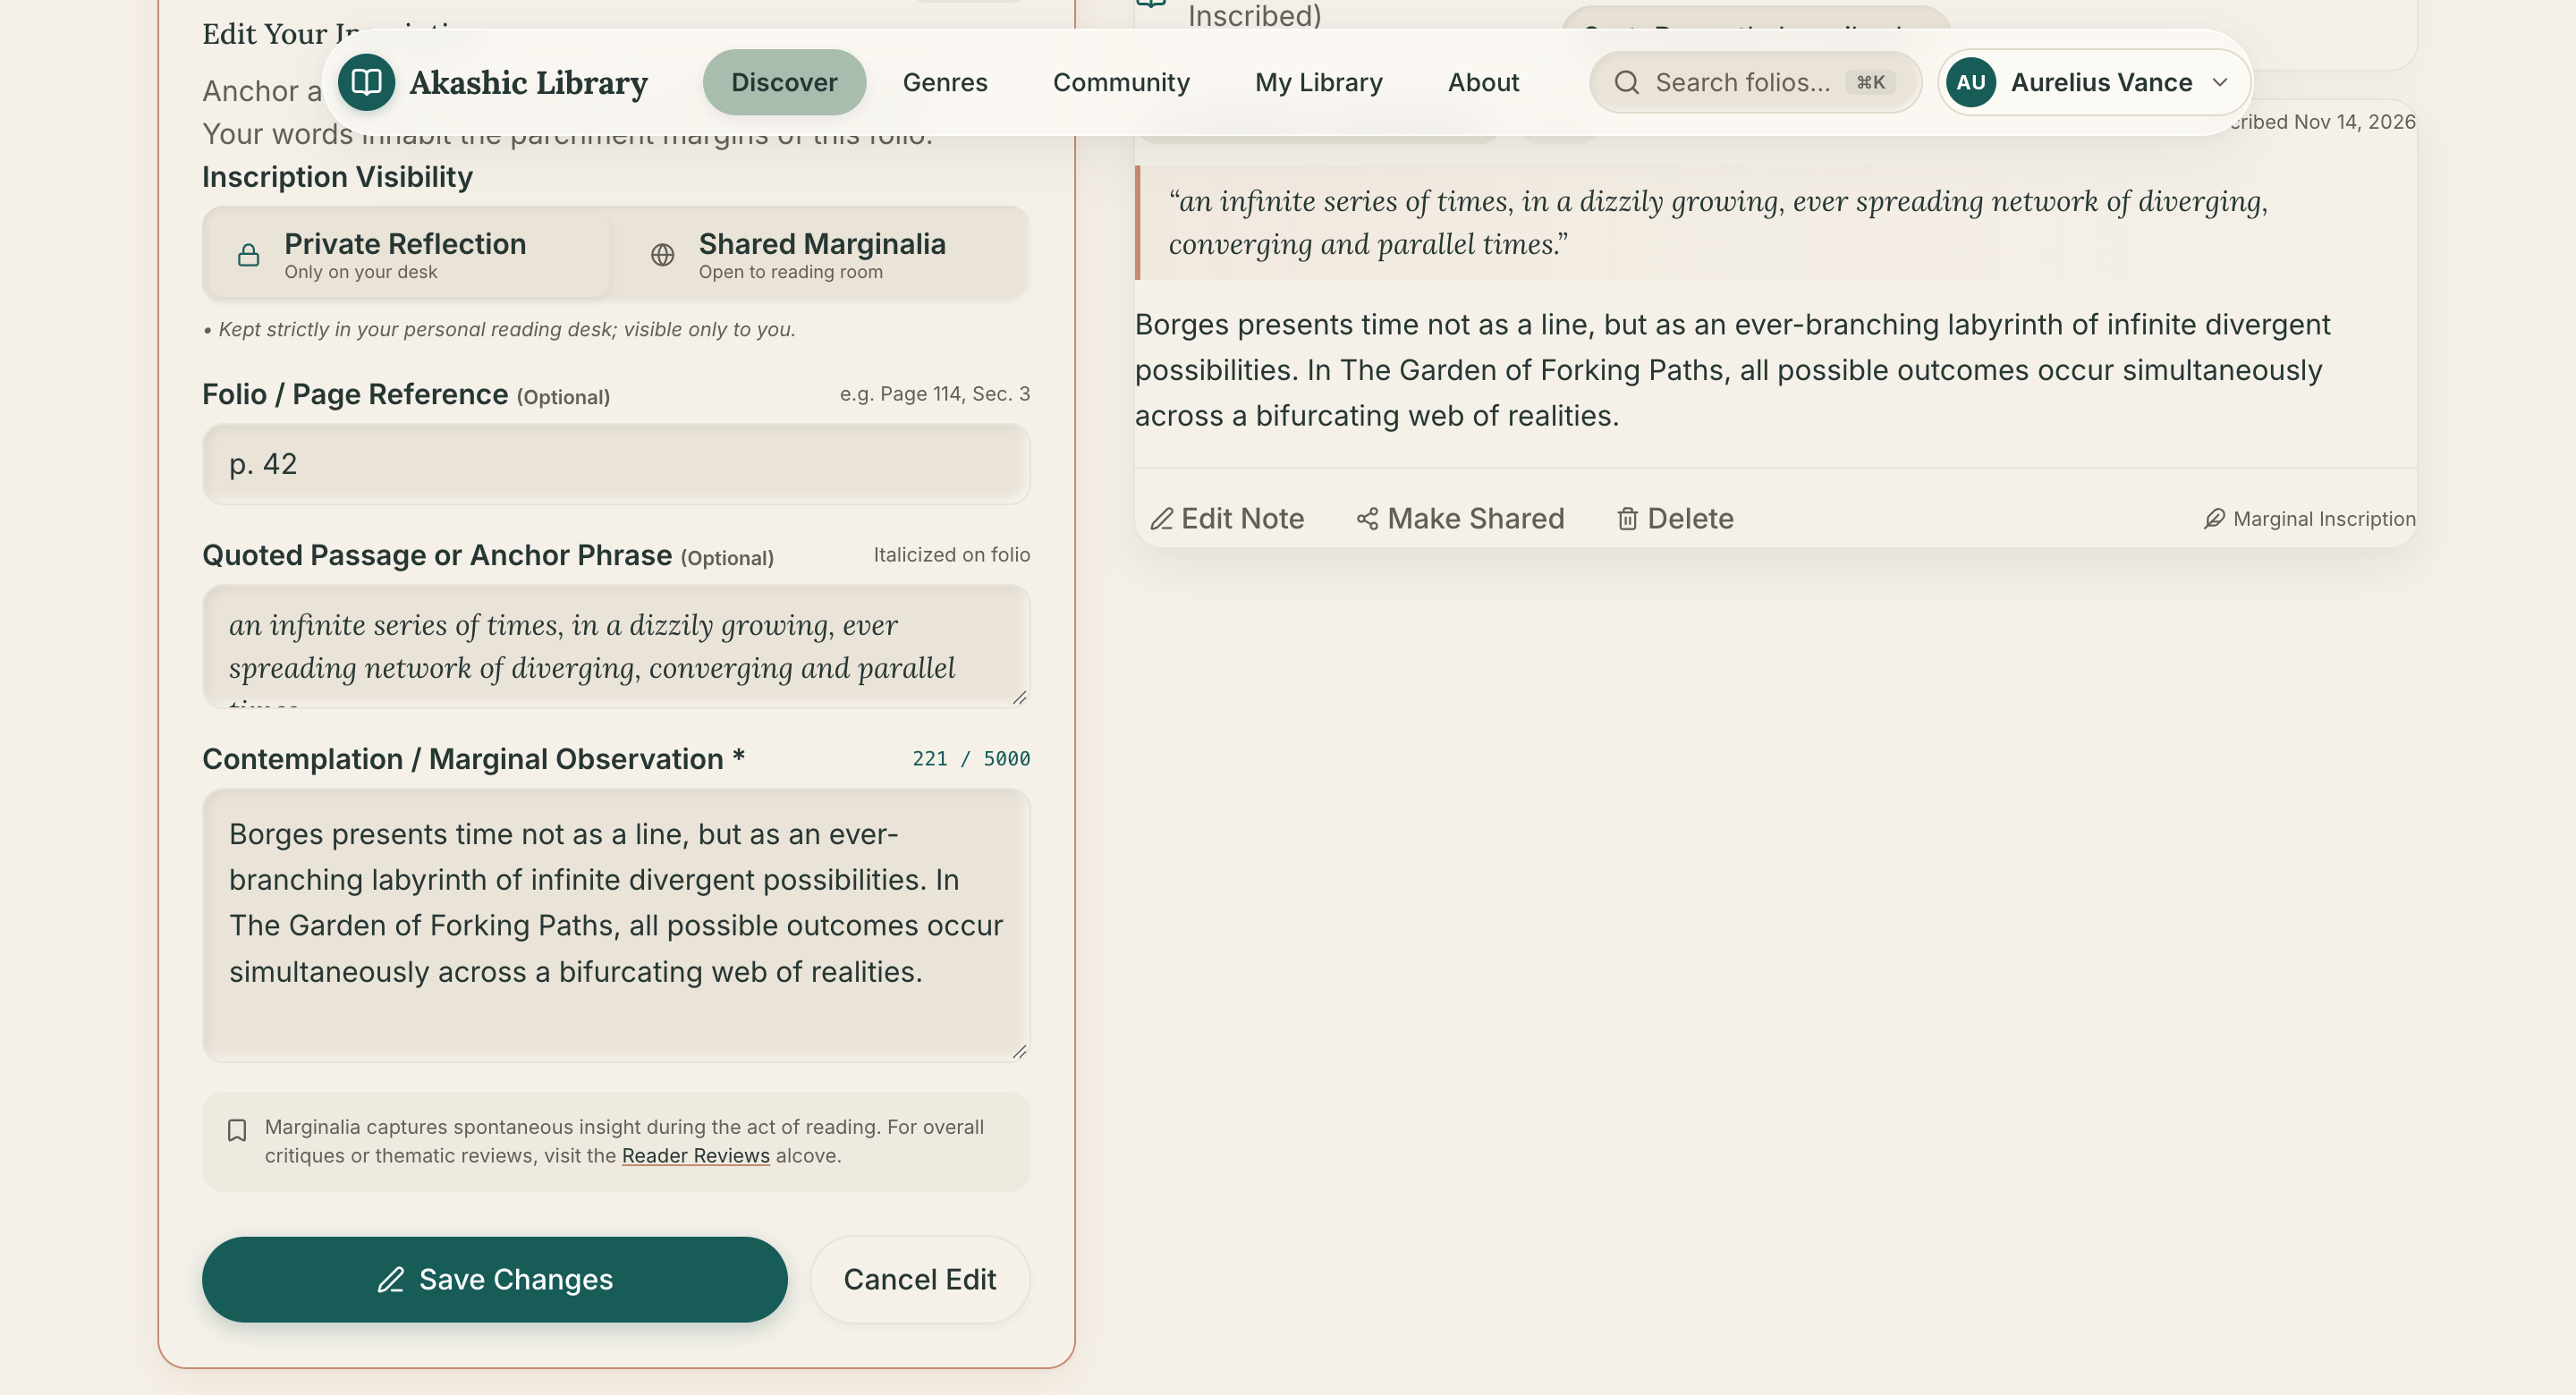 Edit Your
Anchor a
Your words inhabit the parchment margins of this folio.
Akashic Library
Discover
Genres
Community
My Library
About
Search folios...
⌘K
AU
Aurelius Vance
Inscription Visibility
Private Reflection
Only on your desk
Shared Marginalia
Open to reading room
• Kept strictly in your personal reading desk; visible only to you.
Folio / Page Reference (Optional)
e.g. Page 114, Sec. 3
p. 42
Quoted Passage or Anchor Phrase (Optional)
Italicized on folio
an infinite series of times, in a dizzily growing, ever
spreading network of diverging, converging and parallel
Contemplation / Marginal Observation *
221 / 5000
Borges presents time not as a line, but as an ever-
branching labyrinth of infinite divergent possibilities. In
The Garden of Forking Paths, all possible outcomes occur
simultaneously across a bifurcating web of realities.
Marginalia captures spontaneous insight during the act of reading. For overall
critiques or thematic reviews, visit the Reader Reviews alcove.
Save Changes
Cancel Edit
Inscribed)
Nov 14, 2026
“an infinite series of times, in a dizzily growing, ever spreading network of diverging,
converging and parallel times.”
Borges presents time not as a line, but as an ever-branching labyrinth of infinite divergent
possibilities. In The Garden of Forking Paths, all possible outcomes occur simultaneously
across a bifurcating web of realities.
Edit Note
Make Shared
Delete
Marginal Inscription